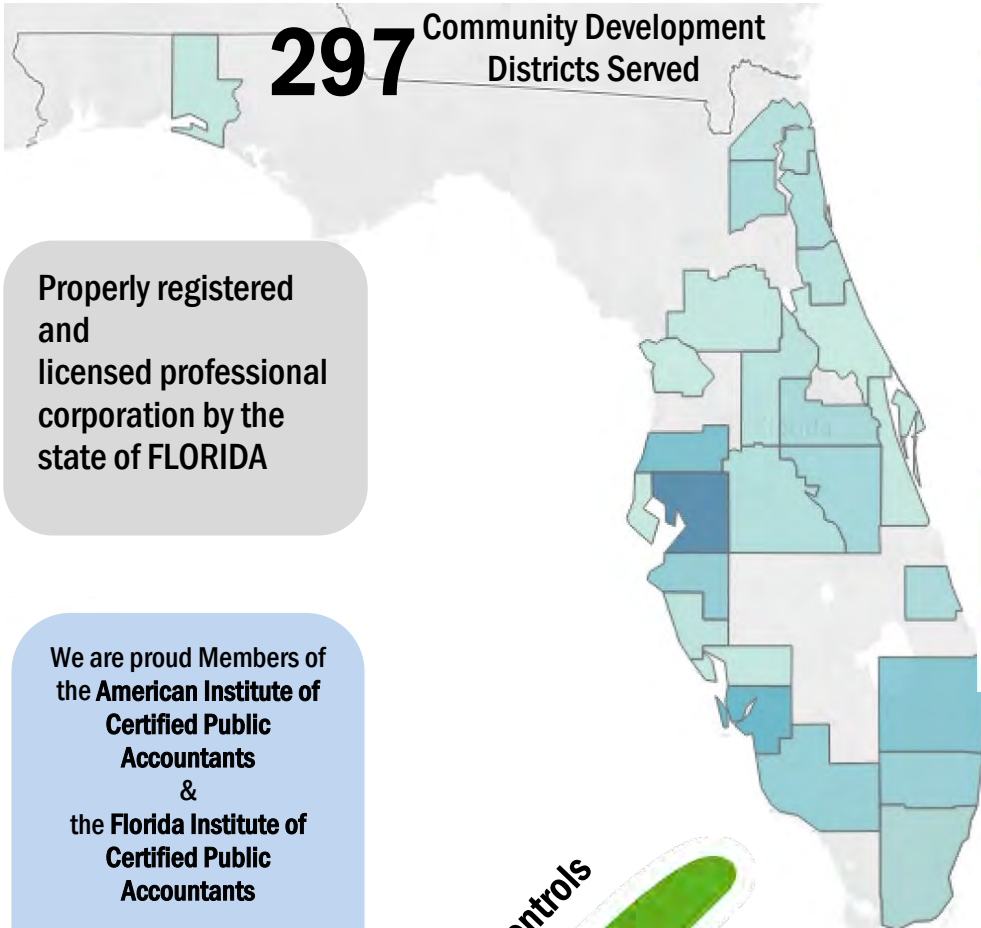 297
Community Development
Districts Served
Properly registered
and
licensed professional
corporation by the
state of FLORIDA
We are proud Members of
the American Institute of
Certified Public
Accountants
&
the Florida Institute of
Certified Public
Accountants